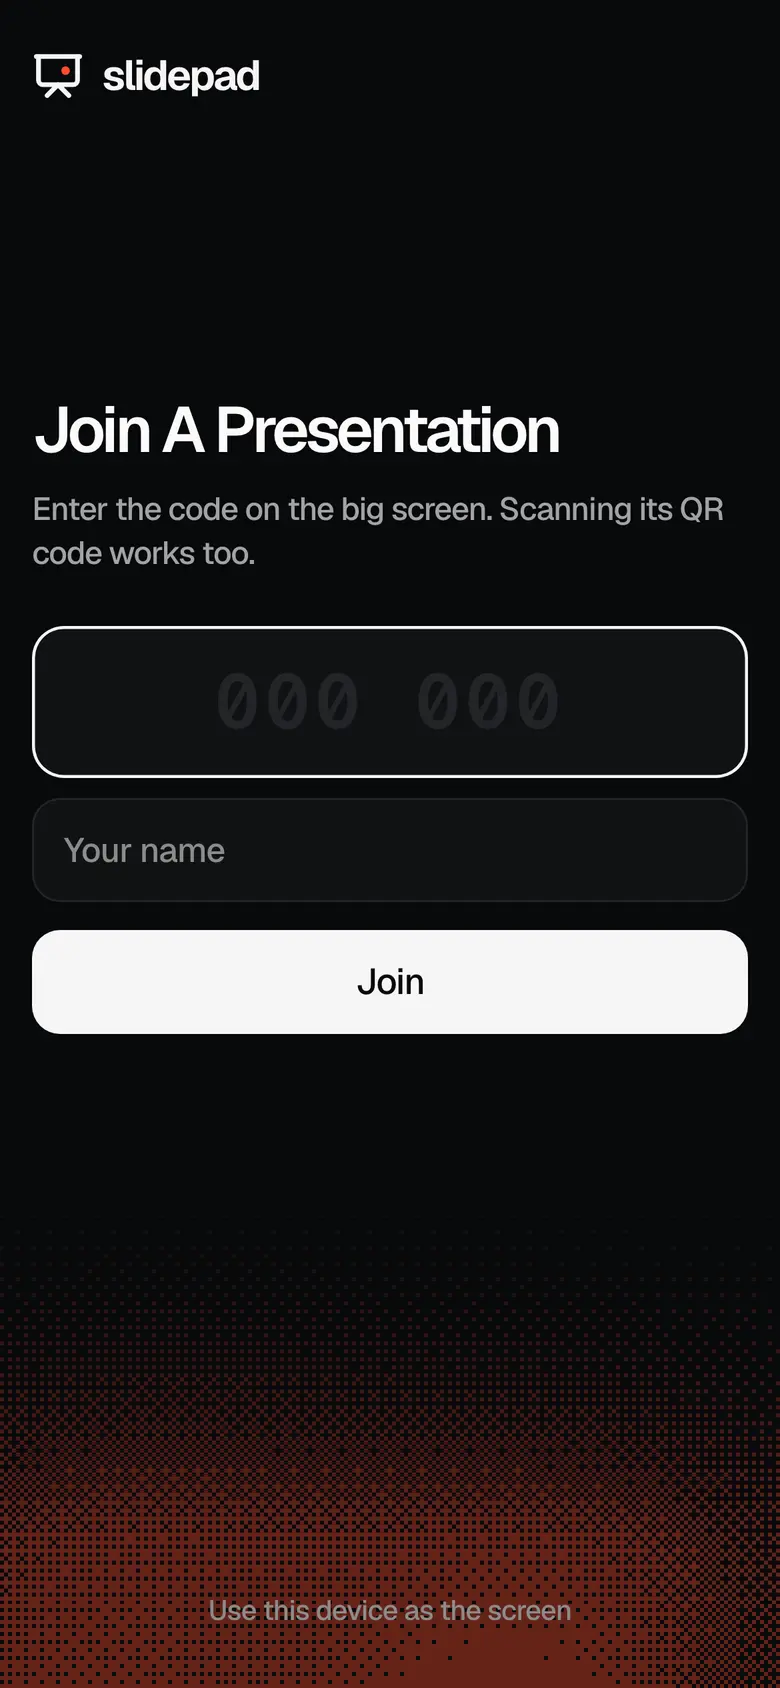 slidepad
Join A Presentation
Enter the code on the big screen. Scanning its QR
code works too.
000 000
Your name
Join
Use this device as the screen